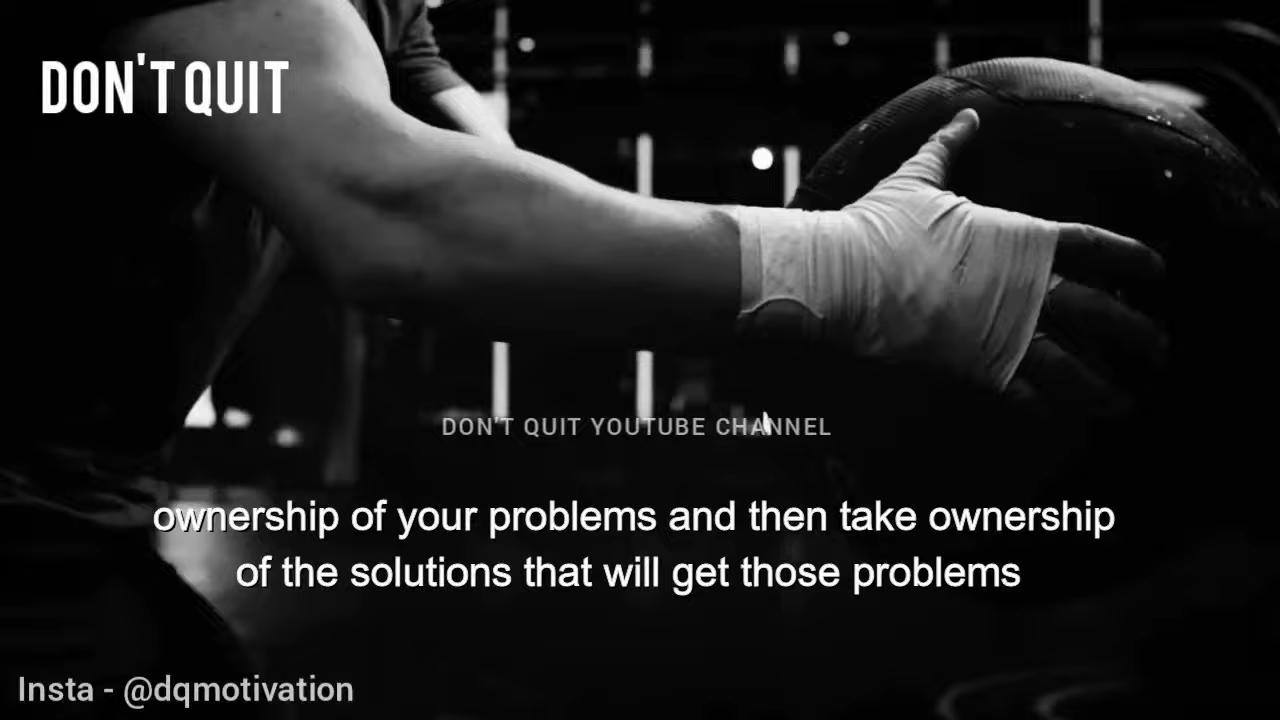 DON'T QUIT
DON'T QUIT YOUTUBE CHANNEL
ownership of your problems and then take ownership
of the solutions that will get those problems
Insta - @dqmotivation